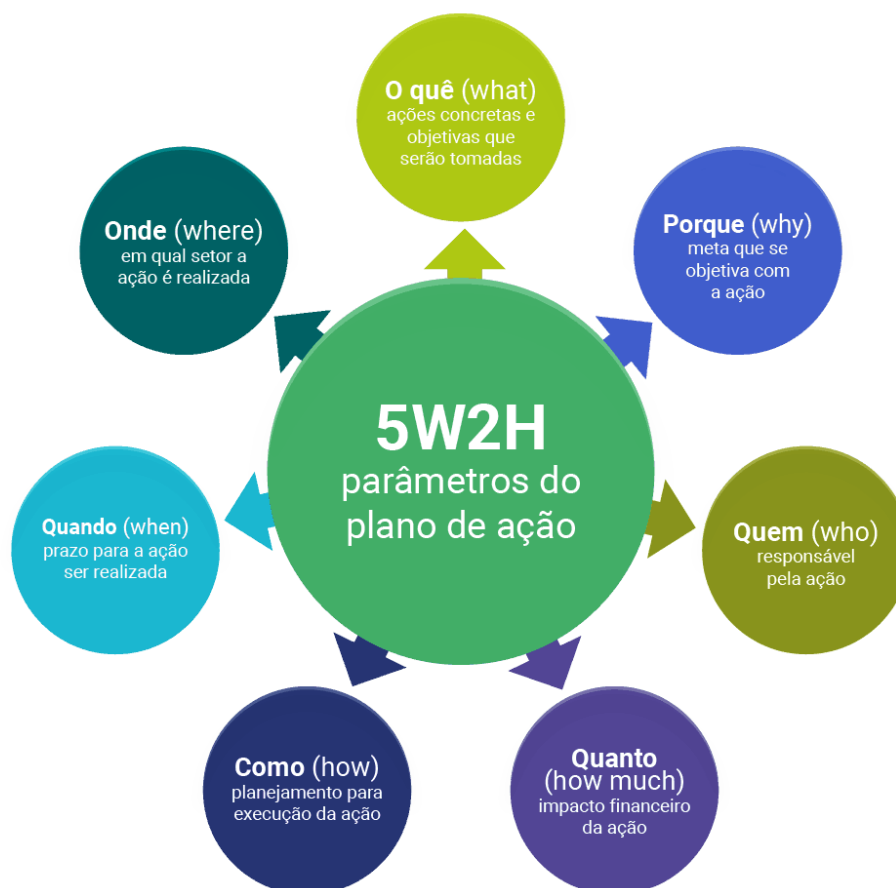 O quê (what)
ações concretas e
objetivas que
serão tomadas
Onde (where)
em qual setor a
ação é realizada
Porque (why)
meta que se
objetiva com
a ação
5W2H
parâmetros do
plano de ação
Quando (when)
prazo para a ação
ser realizada
Quem (who)
responsável
pela ação
Como (how)
planejamento para
execução da ação
Quanto
(how much)
impacto financeiro
da ação